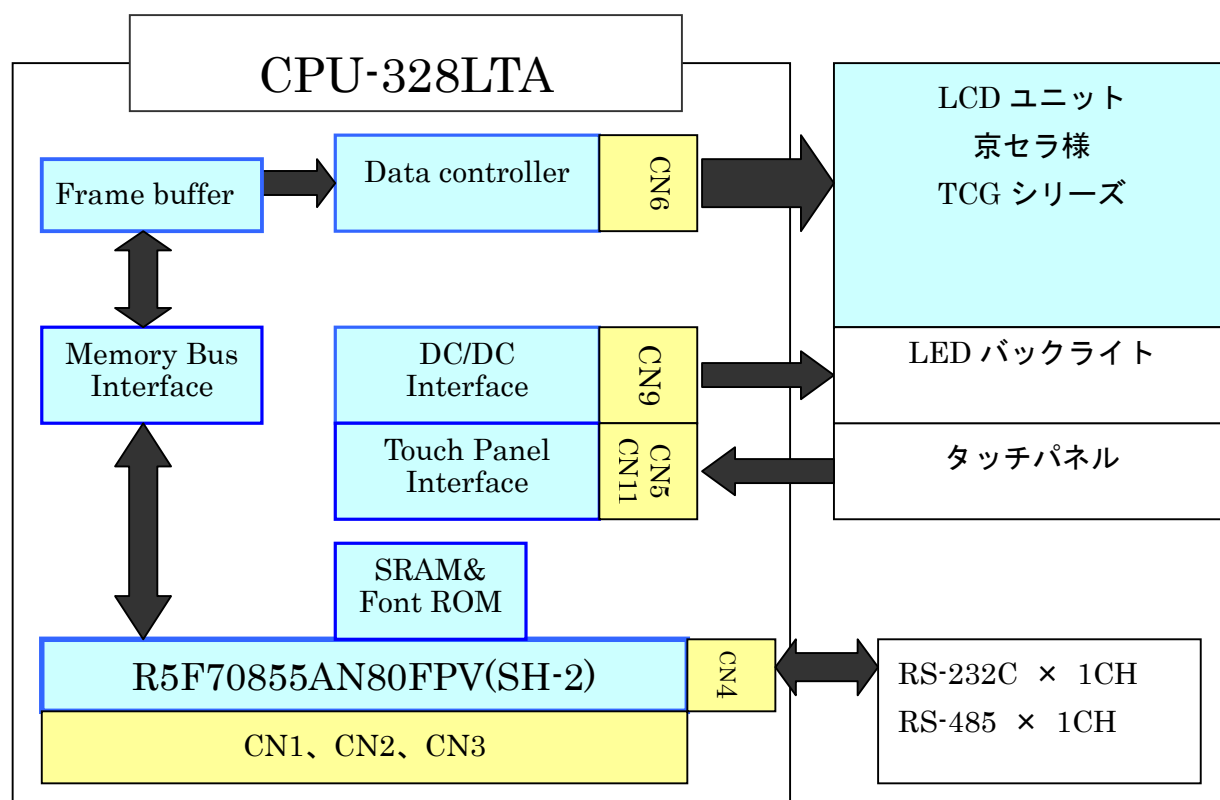 CPU-328LTA
LCD ユニット
京セラ様
TCG シリーズ
Data controller
CN6
Frame buffer
Memory Bus
Interface
DC/DC
Interface
CN9
LED バックライト
Touch Panel
Interface
CN5
CN11
タッチパネル
SRAM&
Font ROM
R5F70855AN80FPV(SH-2)
CN4
RS-232C × 1CH
RS-485 × 1CH
CN1、CN2、CN3